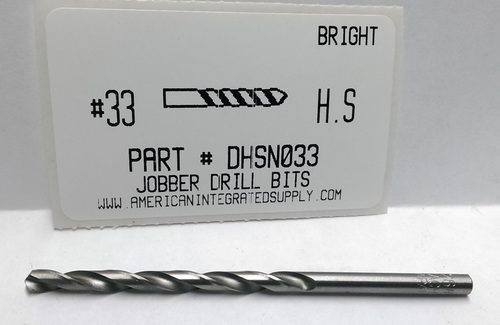 BRIGHT
#33 H.S
PART # DHSN033
JOBBER DRILL BITS
WWW.AMERICANINTEGRATEDSUPPLY.COM